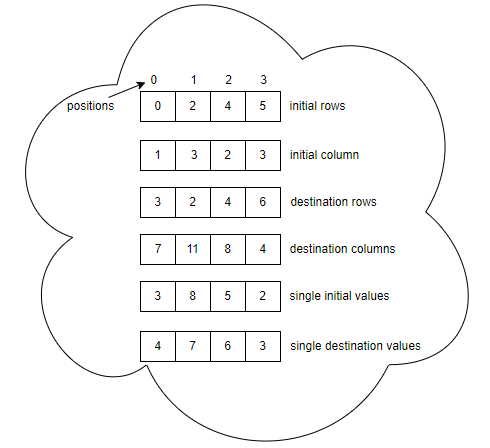 0 1 2 3
positions 0 2 4 5 initial rows
1 3 2 3 initial column
3 2 4 6 destination rows
7 11 8 4 destination columns
3 8 5 2 single initial values
4 7 6 3 single destination values